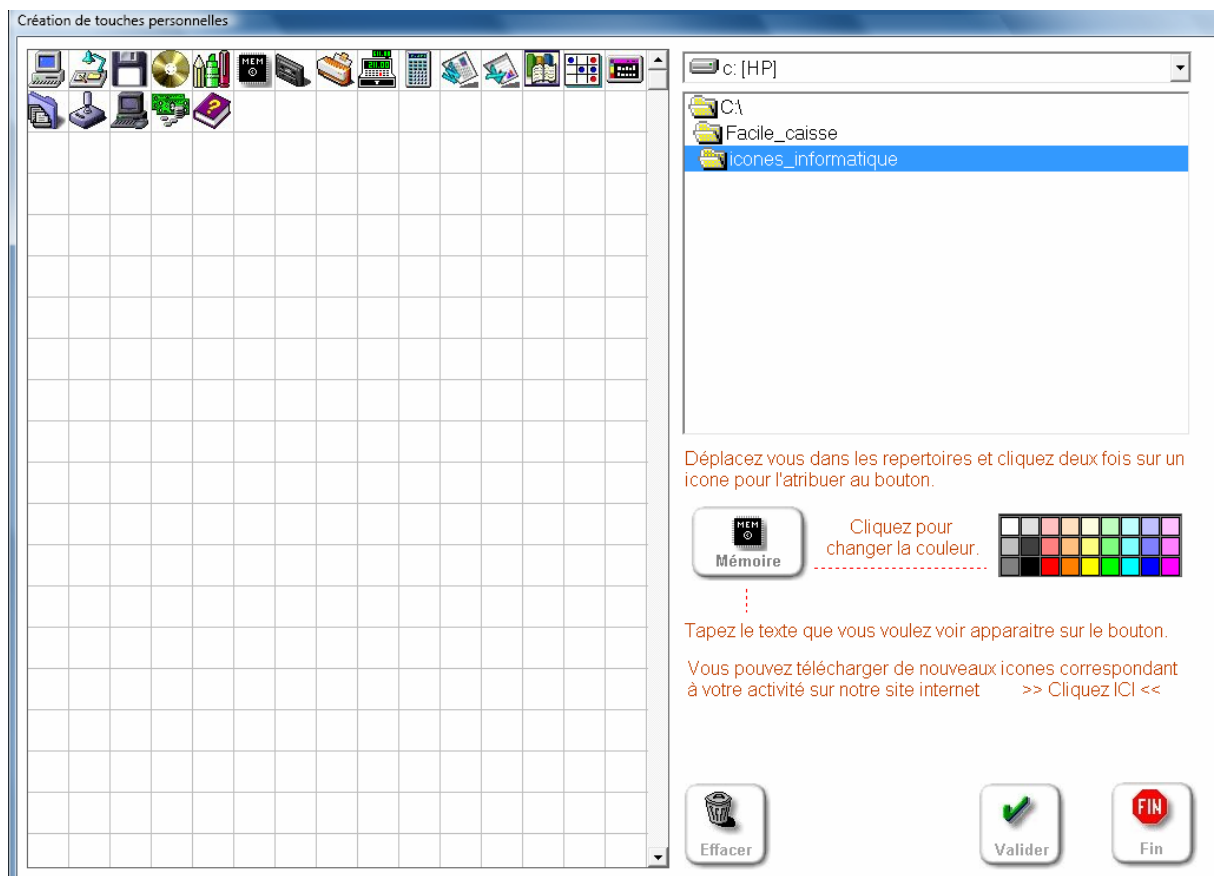 Création de touches personnelles
MEM
c: [HP]
C:\
Facile_caisse
icones_informatique
Déplacez vous dans les repertoires et cliquez deux fois sur un
icone pour l'atribuer au bouton.
MEM
Mémoire
Cliquez pour
changer la couleur.
Tapez le texte que vous voulez voir apparaitre sur le bouton.
Vous pouvez télécharger de nouveaux icones correspondant
à votre activité sur notre site internet >> Cliquez ICI <<
Effacer
Valider
FIN
Fin